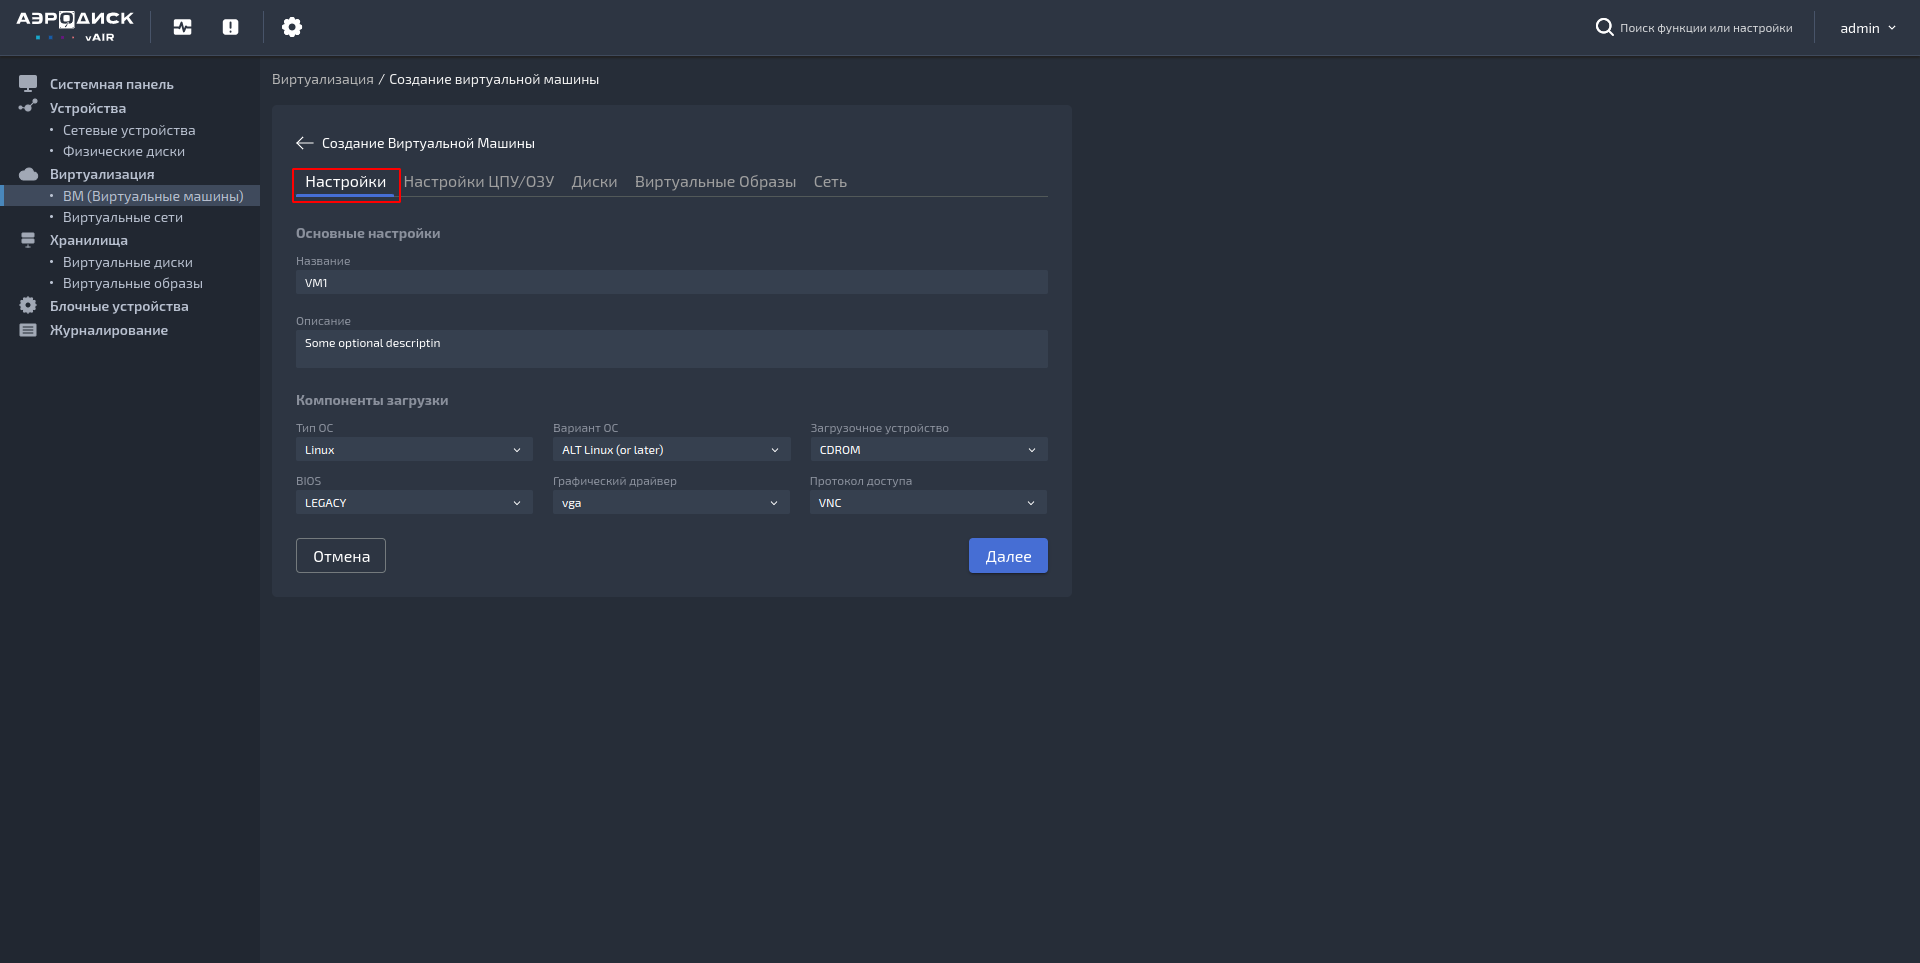 АЭРОДИСК
vAIR
Поиск функции или настройки
admin
Системная панель
Устройства
Сетевые устройства
Физические диски
Виртуализация
ВМ (Виртуальные машины)
Виртуальные сети
Хранилища
Виртуальные диски
Виртуальные образы
Блочные устройства
Журналирование
Виртуализация / Создание виртуальной машины
Создание Виртуальной Машины
Настройки Настройки ЦПУ/ОЗУ Диски Виртуальные Образы Сеть
Основные настройки
Название
VM1
Описание
Some optional descriptin
Компоненты загрузки
Тип ОС Вариант ОС Загрузочное устройство
Linux ALT Linux (or later) CDROM
BIOS Графический драйвер Протокол доступа
LEGACY vga VNC
Отмена Далее